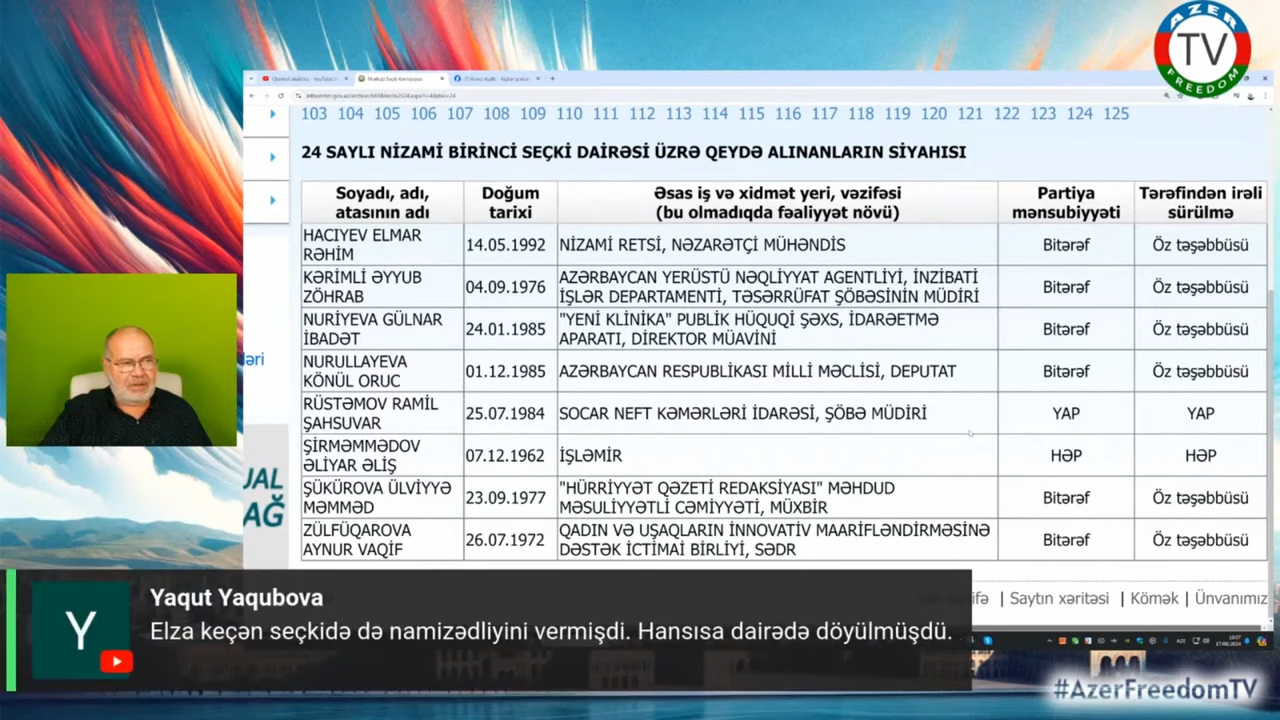 AZER
TV
FREEDOM
103 104 105 106 107 108 109 110 111 112 113 114 115 116 117 118 119 120 121 122 123 124 125
24 SAYLI NİZAMİ BİRİNCİ SEÇKİ DAİRƏSİ ÜZRƏ QEYDƏ ALINANLARIN SİYAHISI
Soyadı, adı, atasının adı Doğum tarixi Əsas iş və xidmət yeri, vəzifəsi (bu olmadıqda fəaliyyət növü) Partiya mənsubiyyəti Tərəfindən irəli sürülmə
HACIYEV ELMAR RƏHİM 14.05.1992 NİZAMİ RETSİ, NƏZARƏTÇİ MÜHƏNDİS Bitərəf Öz təşəbbüsü
KƏRİMLİ ƏYYUB ZÖHRAB 04.09.1976 AZƏRBAYCAN YERÜSTÜ NƏQLİYYAT AGENTLİYİ, İNZİBATİ İŞLƏR DEPARTAMENTİ, TƏSƏRRÜFAT ŞÖBƏSİNİN MÜDİRİ Bitərəf Öz təşəbbüsü
NURİYEVA GÜLNAR İBADƏT 24.01.1985 "YENİ KLİNİKA" PUBLİK HÜQUQİ ŞƏXS, İDARƏETMƏ APARATI, DİREKTOR MÜAVİNİ Bitərəf Öz təşəbbüsü
NURULLAYEVA KÖNÜL ORUC 01.12.1985 AZƏRBAYCAN RESPUBLİKASI MİLLİ MƏCLİSİ, DEPUTAT Bitərəf Öz təşəbbüsü
RÜSTƏMOV RAMİL ŞAHSUVAR 25.07.1984 SOCAR NEFT KƏMƏRLƏRİ İDARƏSİ, ŞÖBƏ MÜDİRİ YAP YAP
ŞİRMƏMMƏDOV ƏLİYAR ƏLİŞ 07.12.1962 İŞLƏMİR HƏP HƏP
ŞÜKÜROVA ÜLVİYYƏ MƏMMƏD 23.09.1977 "HÜRRİYYƏT QƏZETİ REDAKSİYASI" MƏHDUD MƏSULİYYƏTLİ CƏMİYYƏTİ, MÜXBİR Bitərəf Öz təşəbbüsü
ZÜLFÜQAROVA AYNUR VAQİF 26.07.1972 QADIN VƏ UŞAQLARIN İNNOVATİV MAARİFLƏNDİRMƏSİNƏ DƏSTƏK İCTİMAİ BİRLİYİ, SƏDR Bitərəf Öz təşəbbüsü
əri
UAL
AĞ
| Saytın xəritəsi | Kömək | Ünvanımız
Y
Yaqut Yaqubova
Elza keçən seçkidə də namizədliyini vermişdi. Hansısa dairədə döyülmüşdü.
#AzerFreedomTV